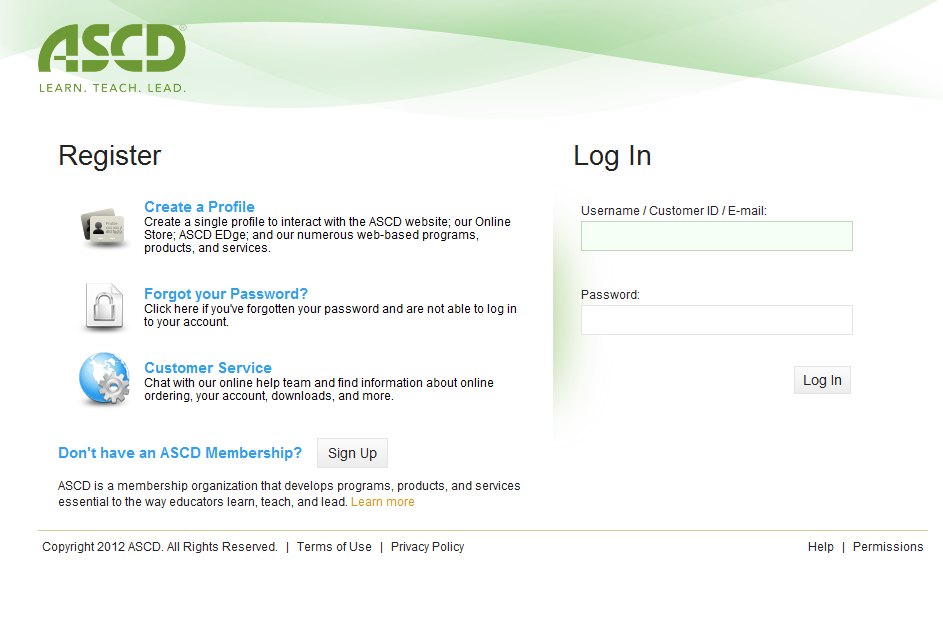 ASCD®
LEARN. TEACH. LEAD.
Register
Create a Profile
Create a single profile to interact with the ASCD website; our Online
Store; ASCD EDge; and our numerous web-based programs,
products, and services.
Forgot your Password?
Click here if you've forgotten your password and are not able to log in
to your account.
Customer Service
Chat with our online help team and find information about online
ordering, your account, downloads, and more.
Don't have an ASCD Membership? Sign Up
ASCD is a membership organization that develops programs, products, and services
essential to the way educators learn, teach, and lead. Learn more
Log In
Username / Customer ID / E-mail:
Password:
Log In
Copyright 2012 ASCD. All Rights Reserved. | Terms of Use | Privacy Policy
Help | Permissions